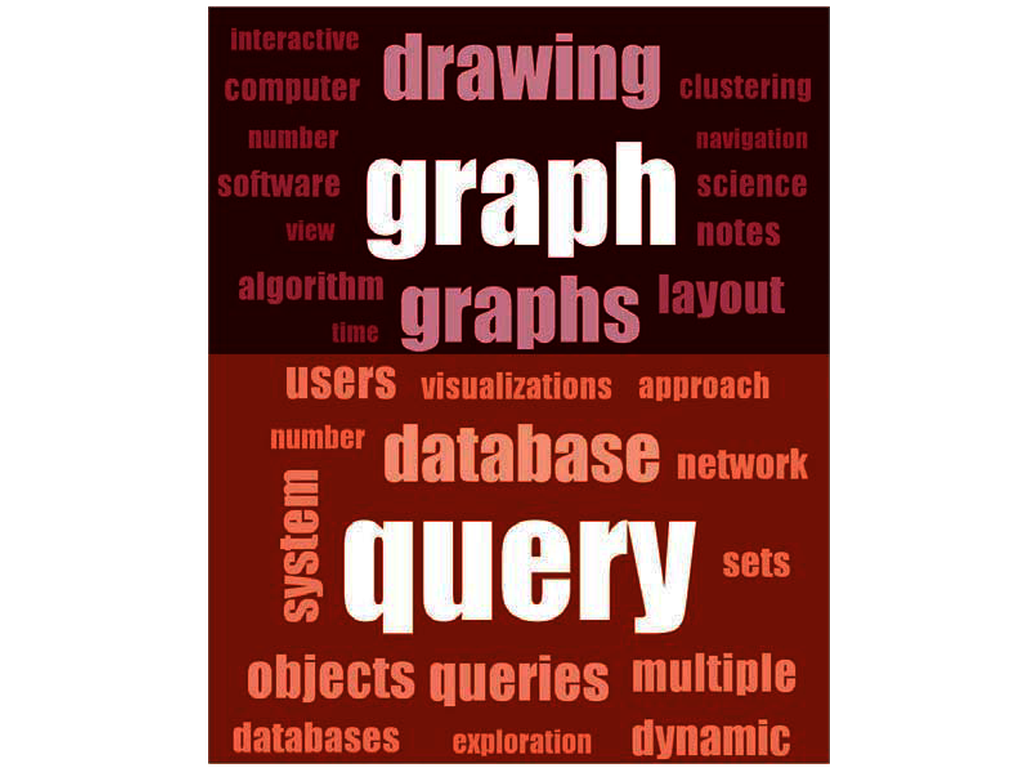 interactive drawing
computer clustering
number navigation
graph
software science
view notes
algorithm graphs layout
time
users visualizations approach
number database network
system query sets
objects queries multiple
databases exploration dynamic